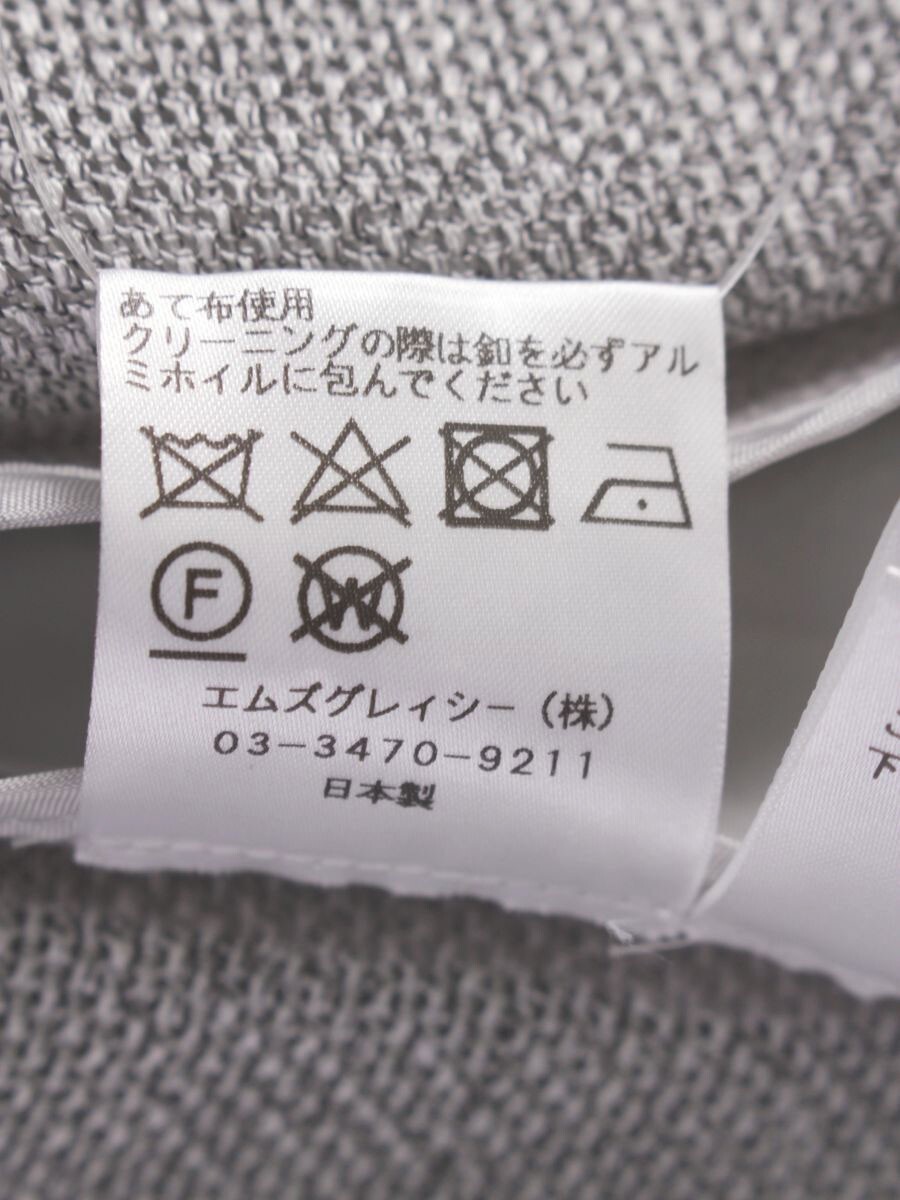 あて布使用
クリーニングの際は釦を必ずアル
ミホイルに包んでください
F
W
エムズグレイシー（株）
03-3470-9211
日本製
下